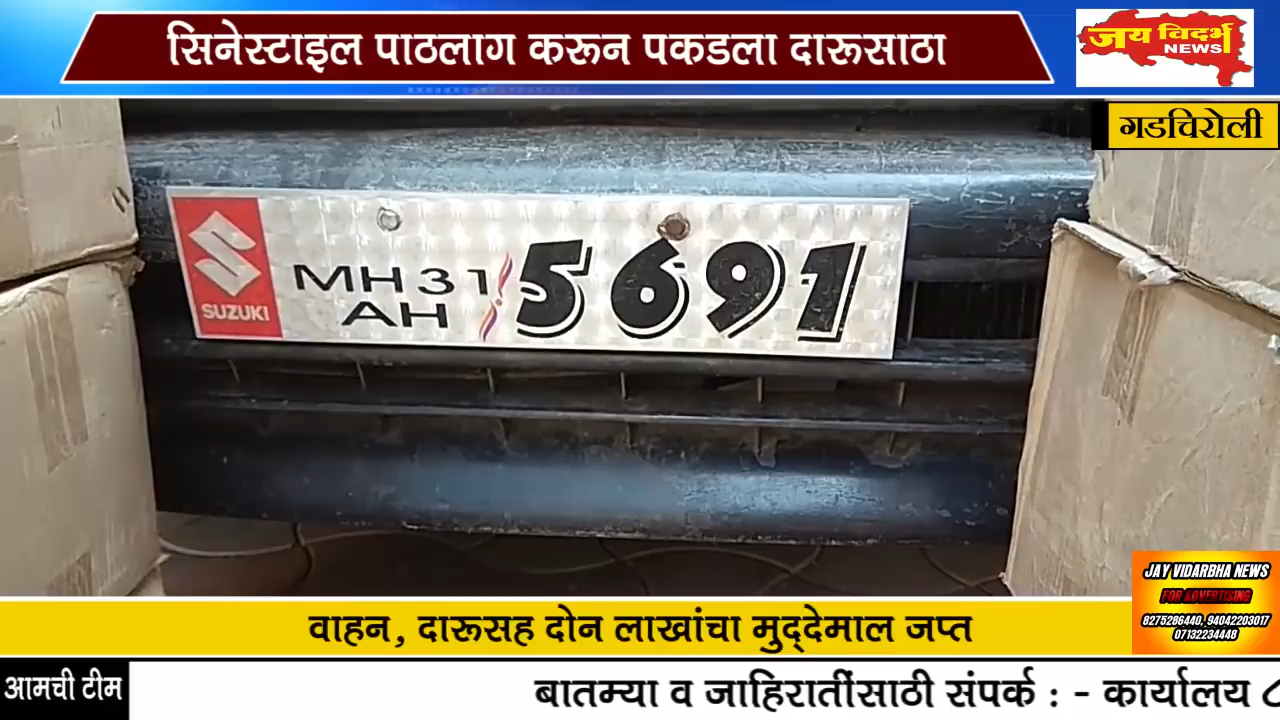 सिनेस्टाइल पाठलाग करून पकडला दारूसाठा
जय विदर्भ
NEWS
गडचिरोली
SUZUKI
MH31
AH
5691
वाहन, दारूसह दोन लाखांचा मुद्देमाल जप्त
JAY VIDARBHA NEWS
FOR ADVERTISING
8275286440, 94042203017
07132234448
आमची टीम
बातम्या व जाहिरातींसाठी संपर्क : - कार्यालय